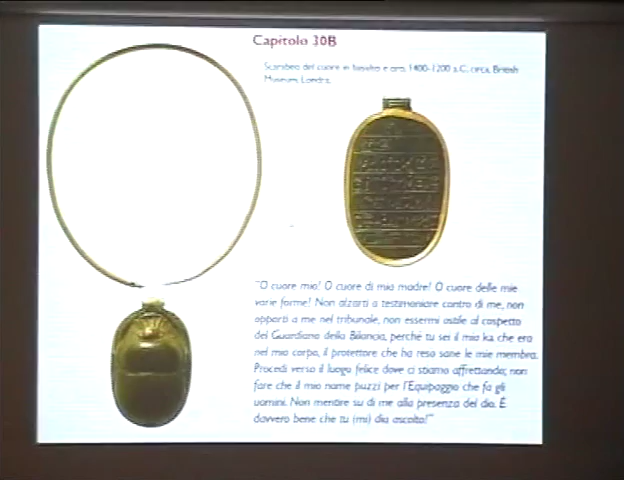 Capitolo 30B
Scarabeo del cuore in basalto e oro, 1400-1200 a.C. circa, British
Museum, Londra.
"O cuore mio! O cuore di mia madre! O cuore delle mie
varie forme! Non alzarti a testimoniare contro di me, non
opporti a me nel tribunale, non essermi ostile al cospetto
del Guardiano della Bilancia, perché tu sei il mio ka che era
nel mio corpo, il protettore che ha reso sane le mie membra.
Procedi verso il luogo felice dove ci stiamo affrettando; non
fare che il mio nome puzzi per l'Equipaggio che fa gli
uomini. Non mentire su di me alla presenza del dio. È
davvero bene che tu (mi) dia ascolto!"